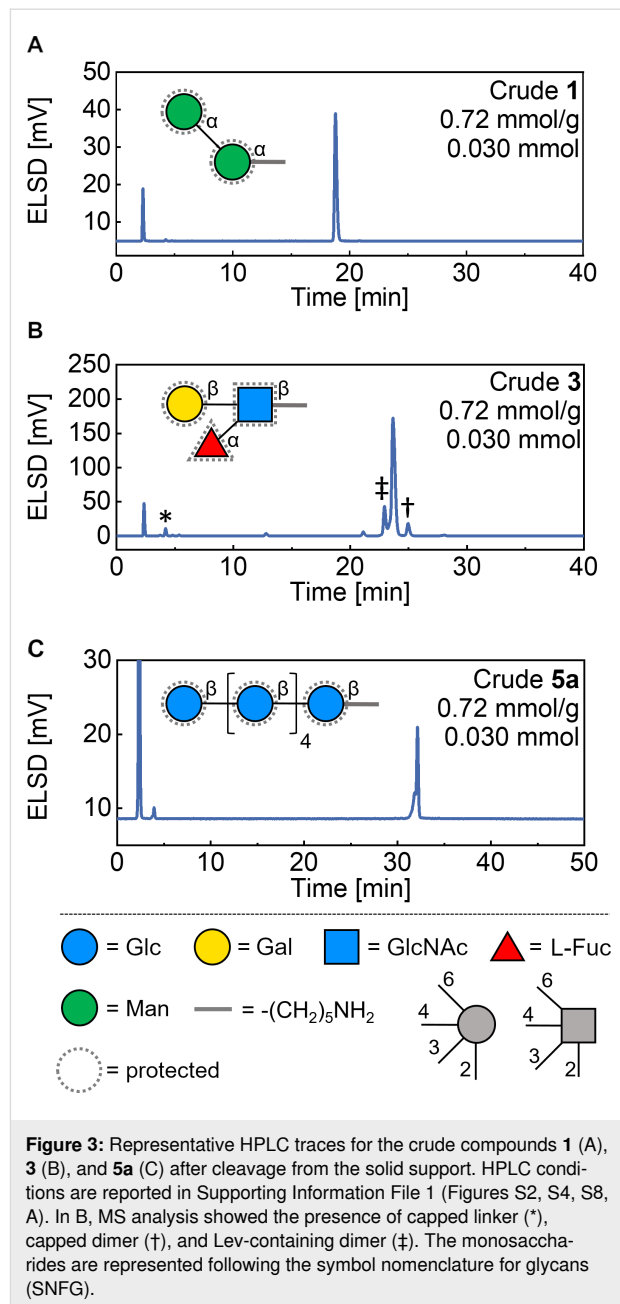 A
50
40
30
20
10
ELSD [mV]
α
α
Crude 1
0.72 mmol/g
0.030 mmol
0 10 20 30 40
Time [min]
B
250
200
150
100
50
0
ELSD [mV]
β β
α
Crude 3
0.72 mmol/g
0.030 mmol
* ‡ †
0 10 20 30 40
Time [min]
C
30
20
10
ELSD [mV]
β [ β ] 4 β
Crude 5a
0.72 mmol/g
0.030 mmol
0 10 20 30 40 50
Time [min]
= Glc = Gal = GlcNAc = L-Fuc
= Man = -(CH₂)₅NH₂
= protected
6
4
3
2
6
4
3
2
Figure 3: Representative HPLC traces for the crude compounds 1 (A),
3 (B), and 5a (C) after cleavage from the solid support. HPLC condi-
tions are reported in Supporting Information File 1 (Figures S2, S4, S8,
A). In B, MS analysis showed the presence of capped linker (*),
capped dimer (†), and Lev-containing dimer (‡). The monosaccha-
rides are represented following the symbol nomenclature for glycans
(SNFG).